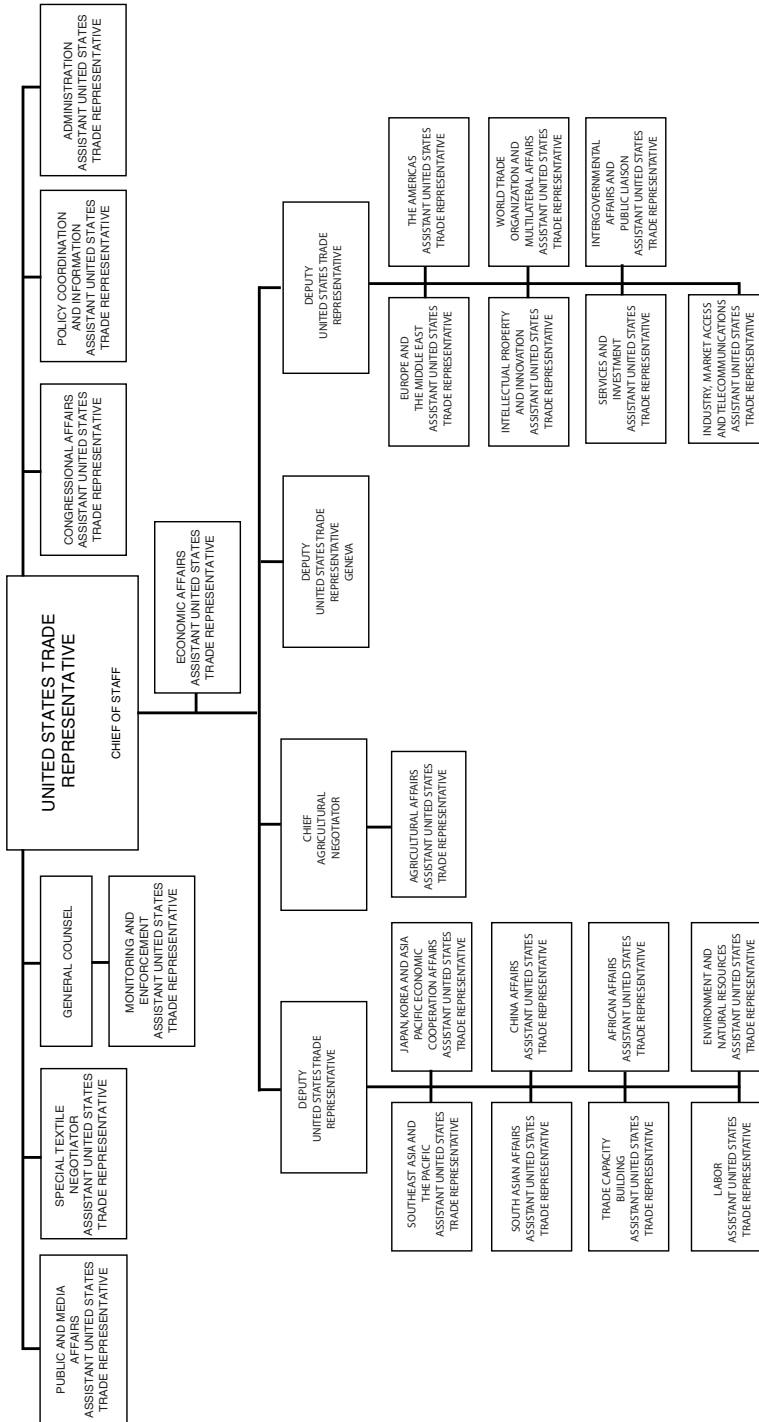 UNITED STATES TRADE
REPRESENTATIVE
CHIEF OF STAFF
PUBLIC AND MEDIA
AFFAIRS
ASSISTANT UNITED STATES
TRADE REPRESENTATIVE
SPECIAL TEXTILE
NEGOTIATOR
ASSISTANT UNITED STATES
TRADE REPRESENTATIVE
GENERAL COUNSEL
MONITORING AND
ENFORCEMENT
ASSISTANT UNITED STATES
TRADE REPRESENTATIVE
CONGRESSIONAL AFFAIRS
ASSISTANT UNITED STATES
TRADE REPRESENTATIVE
POLICY COORDINATION
AND INFORMATION
ASSISTANT UNITED STATES
TRADE REPRESENTATIVE
ADMINISTRATION
ASSISTANT UNITED STATES
TRADE REPRESENTATIVE
ECONOMIC AFFAIRS
ASSISTANT UNITED STATES
TRADE REPRESENTATIVE
DEPUTY
UNITED STATES TRADE
REPRESENTATIVE
SOUTHEAST ASIA AND
THE PACIFIC
ASSISTANT UNITED STATES
TRADE REPRESENTATIVE
JAPAN, KOREA AND ASIA
PACIFIC ECONOMIC
COOPERATION AFFAIRS
ASSISTANT UNITED STATES
TRADE REPRESENTATIVE
SOUTH ASIAN AFFAIRS
ASSISTANT UNITED STATES
TRADE REPRESENTATIVE
CHINA AFFAIRS
ASSISTANT UNITED STATES
TRADE REPRESENTATIVE
TRADE CAPACITY
BUILDING
ASSISTANT UNITED STATES
TRADE REPRESENTATIVE
AFRICAN AFFAIRS
ASSISTANT UNITED STATES
TRADE REPRESENTATIVE
LABOR
ASSISTANT UNITED STATES
TRADE REPRESENTATIVE
ENVIRONMENT AND
NATURAL RESOURCES
ASSISTANT UNITED STATES
TRADE REPRESENTATIVE
CHIEF
AGRICULTURAL
NEGOTIATOR
AGRICULTURAL AFFAIRS
ASSISTANT UNITED STATES
TRADE REPRESENTATIVE
DEPUTY
UNITED STATES TRADE
REPRESENTATIVE
GENEVA
DEPUTY
UNITED STATES TRADE
REPRESENTATIVE
EUROPE AND
THE MIDDLE EAST
ASSISTANT UNITED STATES
TRADE REPRESENTATIVE
THE AMERICAS
ASSISTANT UNITED STATES
TRADE REPRESENTATIVE
INTELLECTUAL PROPERTY
AND INNOVATION
ASSISTANT UNITED STATES
TRADE REPRESENTATIVE
WORLD TRADE
ORGANIZATION AND
MULTILATERAL AFFAIRS
ASSISTANT UNITED STATES
TRADE REPRESENTATIVE
SERVICES AND
INVESTMENT
ASSISTANT UNITED STATES
TRADE REPRESENTATIVE
INTERGOVERNMENTAL
AFFAIRS AND
PUBLIC LIAISON
ASSISTANT UNITED STATES
TRADE REPRESENTATIVE
INDUSTRY, MARKET ACCESS
AND TELECOMMUNICATIONS
ASSISTANT UNITED STATES
TRADE REPRESENTATIVE